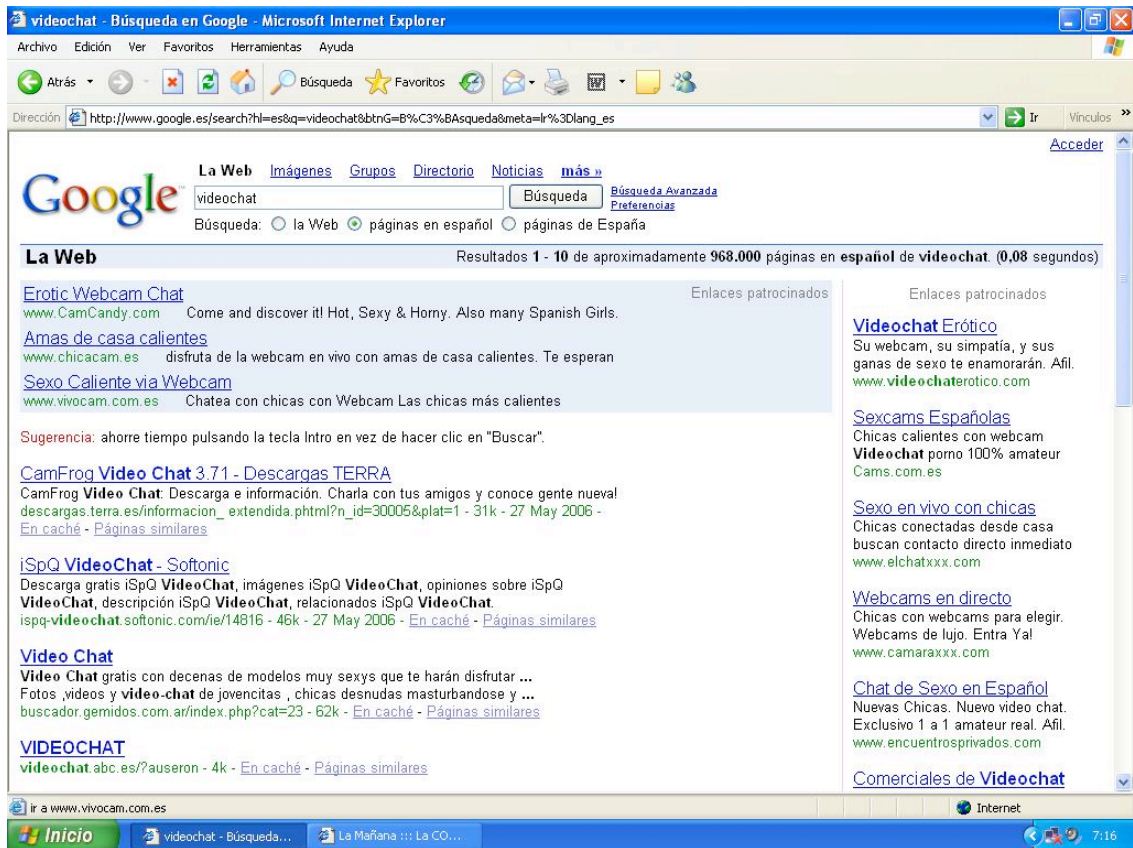 videochat - Búsqueda en Google - Microsoft Internet Explorer
Archivo Edición Ver Favoritos Herramientas Ayuda
Atrás Búsqueda Favoritos
Dirección http://www.google.es/search?hl=es&q=videochat&btnG=B%C3%BAsqueda&meta=lr%3Dlang_es Ir Vínculos »
Acceder
Google™
La Web Imágenes Grupos Directorio Noticias más »
videochat Búsqueda Búsqueda Avanzada
Preferencias
Búsqueda: la Web páginas en español páginas de España
La Web Resultados 1 - 10 de aproximadamente 968.000 páginas en español de videochat. (0,08 segundos)
Erotic Webcam Chat Enlaces patrocinados
www.CamCandy.com Come and discover it! Hot, Sexy & Horny. Also many Spanish Girls.
Amas de casa calientes
www.chicacam.es disfruta de la webcam en vivo con amas de casa calientes. Te esperan
Sexo Caliente via Webcam
www.vivocam.com.es Chatea con chicas con Webcam Las chicas más calientes
Sugerencia: ahorre tiempo pulsando la tecla Intro en vez de hacer clic en "Buscar".
CamFrog Video Chat 3.71 - Descargas TERRA
CamFrog Video Chat: Descarga e información. Charla con tus amigos y conoce gente nueva!
descargas.terra.es/informacion_ extendida.phtml?n_id=30005&plat=1 - 31k - 27 May 2006 -
En caché - Páginas similares
iSpQ VideoChat - Softonic
Descarga gratis iSpQ VideoChat, imágenes iSpQ VideoChat, opiniones sobre iSpQ
VideoChat, descripción iSpQ VideoChat, relacionados iSpQ VideoChat.
ispq-videochat.softonic.com/ie/14816 - 46k - 27 May 2006 - En caché - Páginas similares
Video Chat
Video Chat gratis con decenas de modelos muy sexys que te harán disfrutar ...
Fotos ,videos y video-chat de jovencitas , chicas desnudas masturbandose y ...
buscador.gemidos.com.ar/index.php?cat=23 - 62k - En caché - Páginas similares
VIDEOCHAT
videochat.abc.es/?auseron - 4k - En caché - Páginas similares
Enlaces patrocinados
Videochat Erótico
Su webcam, su simpatía, y sus
ganas de sexo te enamorarán. Afil.
www.videochaterotico.com
Sexcams Españolas
Chicas calientes con webcam
Videochat porno 100% amateur
Cams.com.es
Sexo en vivo con chicas
Chicas conectadas desde casa
buscan contacto directo inmediato
www.elchatxxx.com
Webcams en directo
Chicas con webcams para elegir.
Webcams de lujo. Entra Ya!
www.camaraxxx.com
Chat de Sexo en Español
Nuevas Chicas. Nuevo video chat.
Exclusivo 1 a 1 amateur real. Afil.
www.encuentrosprivados.com
Comerciales de Videochat
ir a www.vivocam.com.es Internet
Inicio videochat - Búsqueda... La Mañana ::: La CO... 7:16